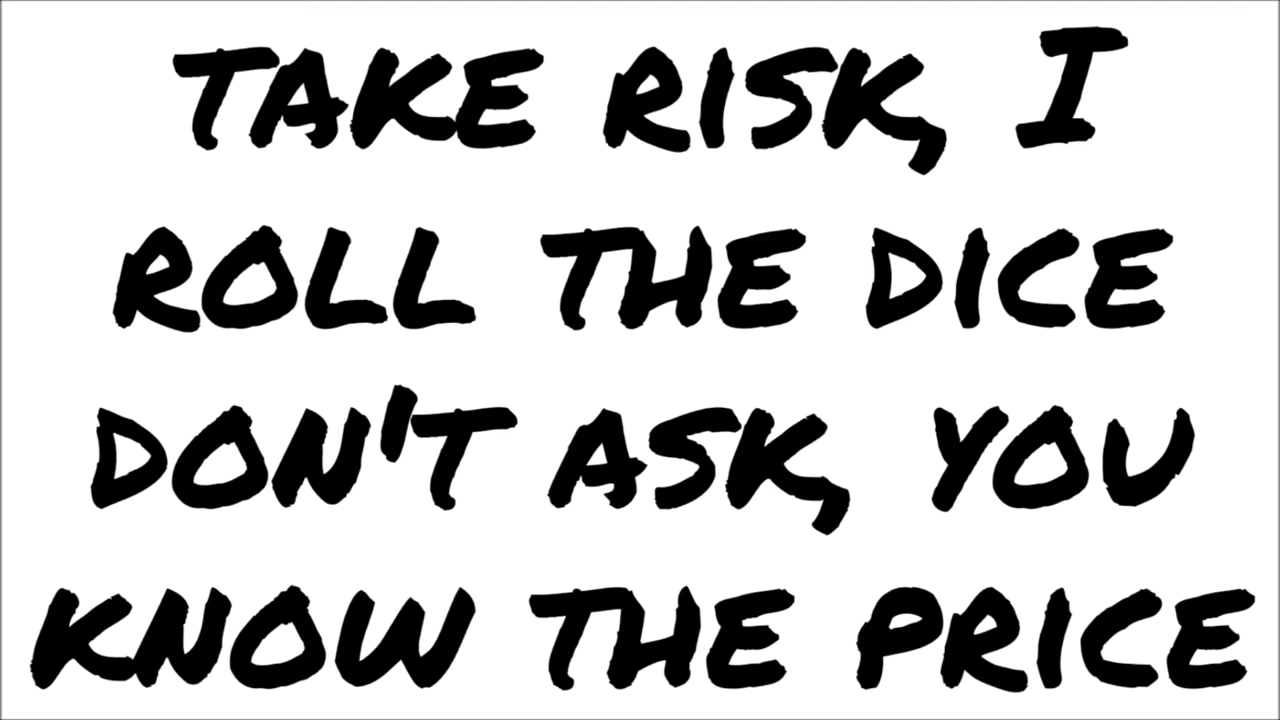 TAKE RISK, I
ROLL THE DICE
DON'T ASK, YOU
KNOW THE PRICE